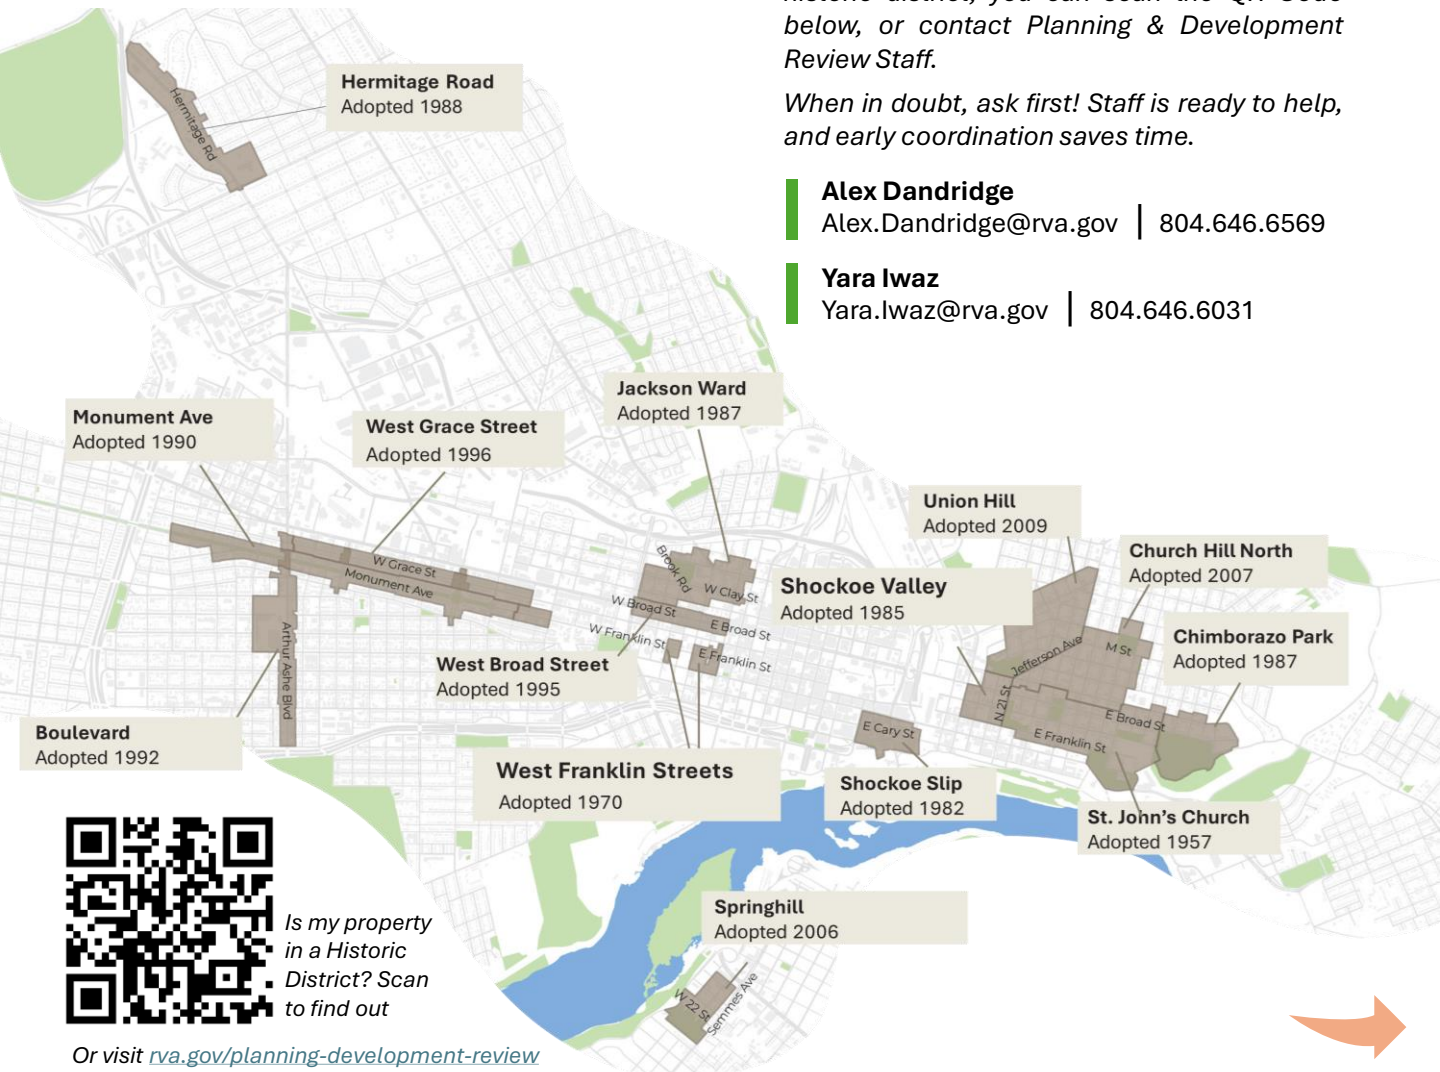 historic district, you can scan the QR Code
below, or contact Planning & Development
Review Staff.
When in doubt, ask first! Staff is ready to help,
and early coordination saves time.
Alex Dandridge
Alex.Dandridge@rva.gov | 804.646.6569
Yara Iwaz
Yara.Iwaz@rva.gov | 804.646.6031
Hermitage Road
Adopted 1988
Hermitage Rd
Jackson Ward
Adopted 1987
Monument Ave
Adopted 1990
West Grace Street
Adopted 1996
Union Hill
Adopted 2009
Church Hill North
Adopted 2007
Shockoe Valley
Adopted 1985
Chimborazo Park
Adopted 1987
W Grace St
Monument Ave
Brook Rd
W Clay St
W Broad St
E Broad St
W Franklin St
E Franklin St
Arthur Ashe Blvd
Jefferson Ave
M St
N 21 St
E Broad St
E Franklin St
E Cary St
West Broad Street
Adopted 1995
Boulevard
Adopted 1992
West Franklin Streets
Adopted 1970
Shockoe Slip
Adopted 1982
St. John's Church
Adopted 1957
Springhill
Adopted 2006
W 22 St
Semmes Ave
Is my property
in a Historic
District? Scan
to find out
Or visit rva.gov/planning-development-review